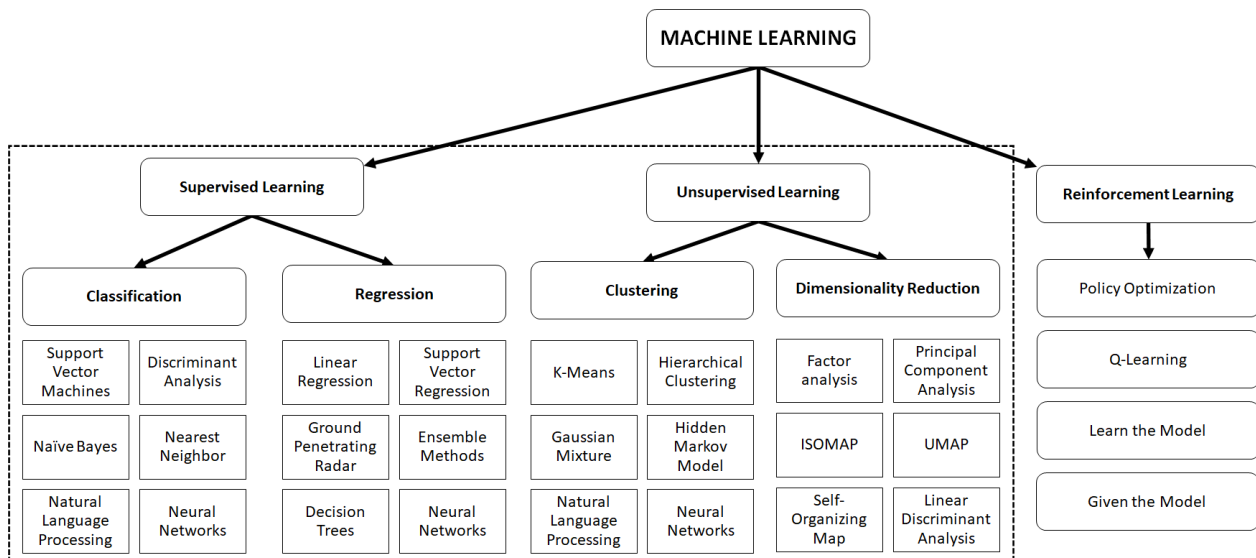 MACHINE LEARNING
Supervised Learning
Unsupervised Learning
Reinforcement Learning
Classification
Regression
Clustering
Dimensionality Reduction
Policy Optimization
Support
Vector
Machines
Discriminant
Analysis
Linear
Regression
Support
Vector
Regression
K-Means
Hierarchical
Clustering
Factor
analysis
Principal
Component
Analysis
Q-Learning
Naïve Bayes
Nearest
Neighbor
Ground
Penetrating
Radar
Ensemble
Methods
Gaussian
Mixture
Hidden
Markov
Model
ISOMAP
UMAP
Learn the Model
Natural
Language
Processing
Neural
Networks
Decision
Trees
Neural
Networks
Natural
Language
Processing
Neural
Networks
Self-
Organizing
Map
Linear
Discriminant
Analysis
Given the Model